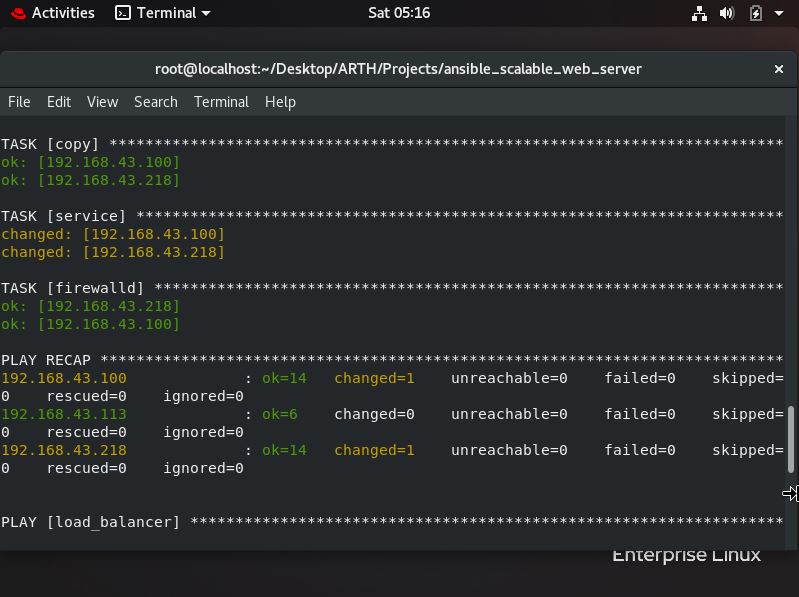 Activities Terminal Sat 05:16
root@localhost:~/Desktop/ARTH/Projects/ansible_scalable_web_server ×
File Edit View Search Terminal Help
TASK [copy] ***************************************************************************
ok: [192.168.43.100]
ok: [192.168.43.218]
TASK [service] ************************************************************************
changed: [192.168.43.100]
changed: [192.168.43.218]
TASK [firewalld] **********************************************************************
ok: [192.168.43.218]
ok: [192.168.43.100]
PLAY RECAP ****************************************************************************
192.168.43.100             : ok=14   changed=1    unreachable=0    failed=0    skipped=
0    rescued=0    ignored=0
192.168.43.113             : ok=6    changed=0    unreachable=0    failed=0    skipped=
0    rescued=0    ignored=0
192.168.43.218             : ok=14   changed=1    unreachable=0    failed=0    skipped=
0    rescued=0    ignored=0
PLAY [load_balancer] ******************************************************************
Enterprise Linux